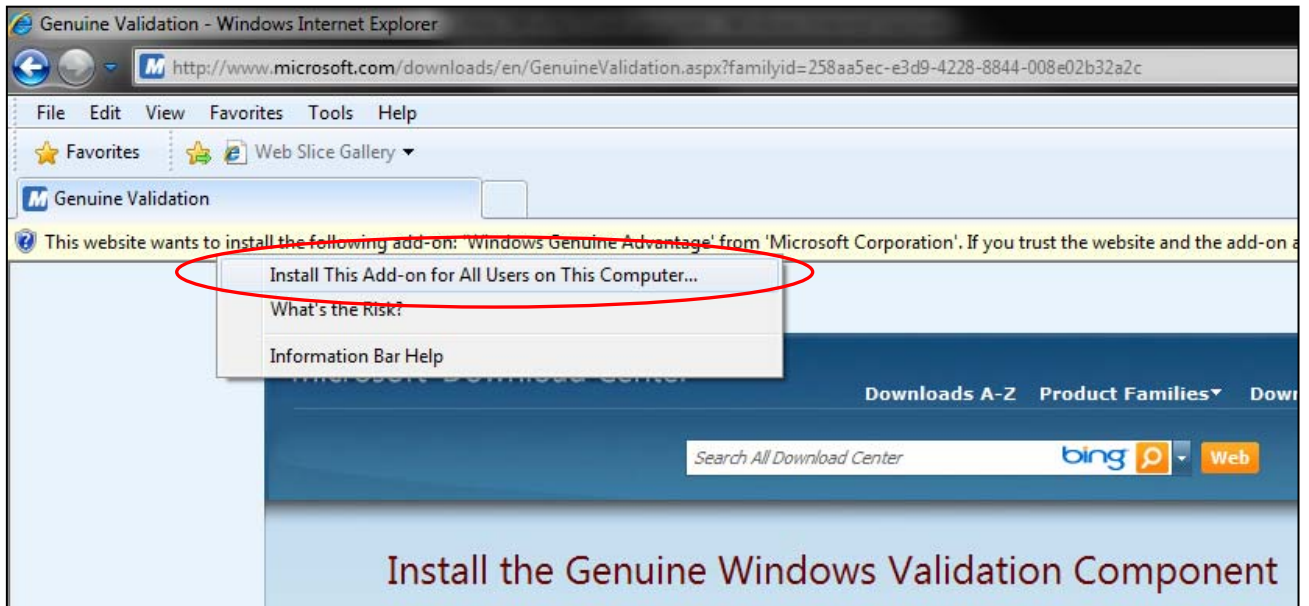 Genuine Validation - Windows Internet Explorer
http://www.microsoft.com/downloads/en/GenuineValidation.aspx?familyid=258aa5ec-e3d9-4228-8844-008e02b32a2c
File Edit View Favorites Tools Help
Favorites Web Slice Gallery
Genuine Validation
This website wants to install the following add-on: 'Windows Genuine Advantage' from 'Microsoft Corporation'. If you trust the website and the add-on a
Install This Add-on for All Users on This Computer...
What's the Risk?
Information Bar Help
Microsoft Download Center
Downloads A-Z Product Families Down
Search All Download Center bing Web
Install the Genuine Windows Validation Component